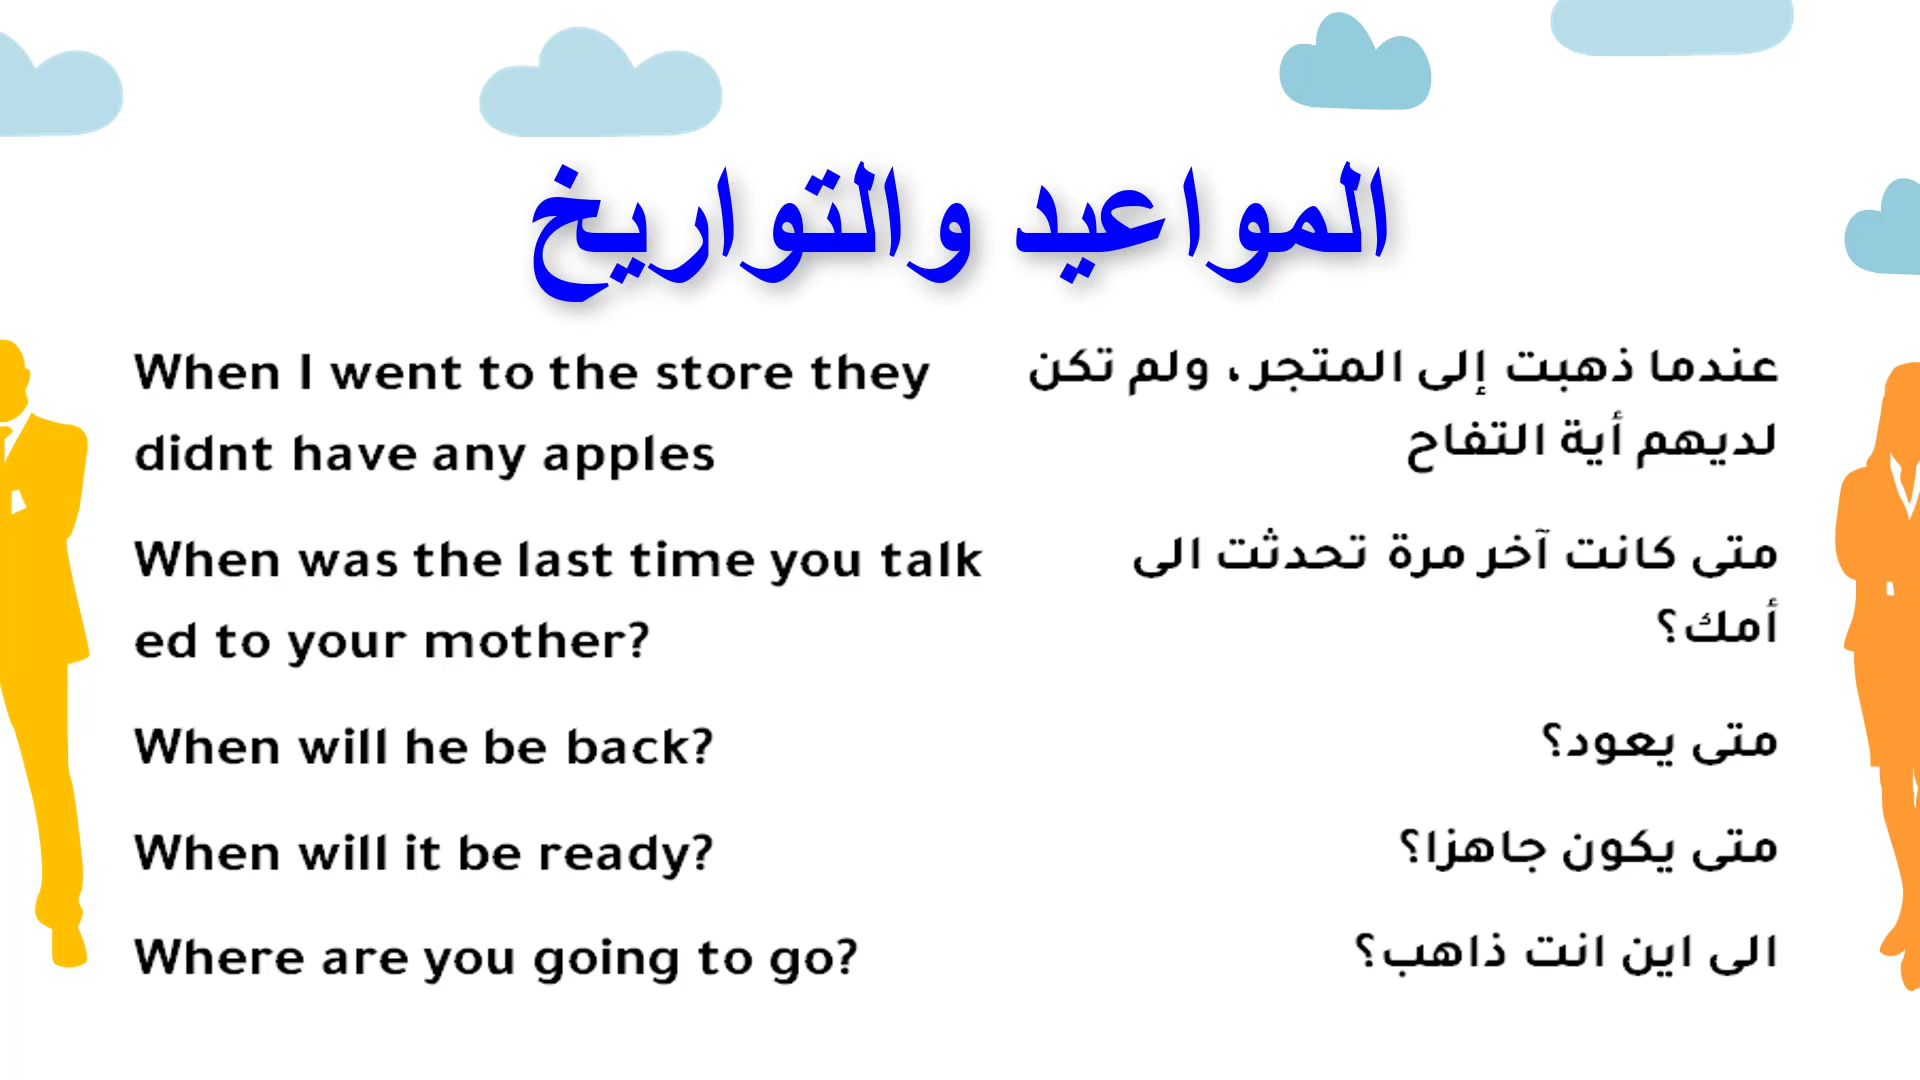 المواعيد والتواريخ
When I went to the store they
didnt have any apples
عندما ذهبت إلى المتجر، ولم تكن
لديهم أية التفاح
When was the last time you talk
ed to your mother?
متى كانت آخر مرة تحدثت الى
أمك؟
When will he be back?
متى يعود؟
When will it be ready?
متى يكون جاهزا؟
Where are you going to go?
الى اين انت ذاهب؟